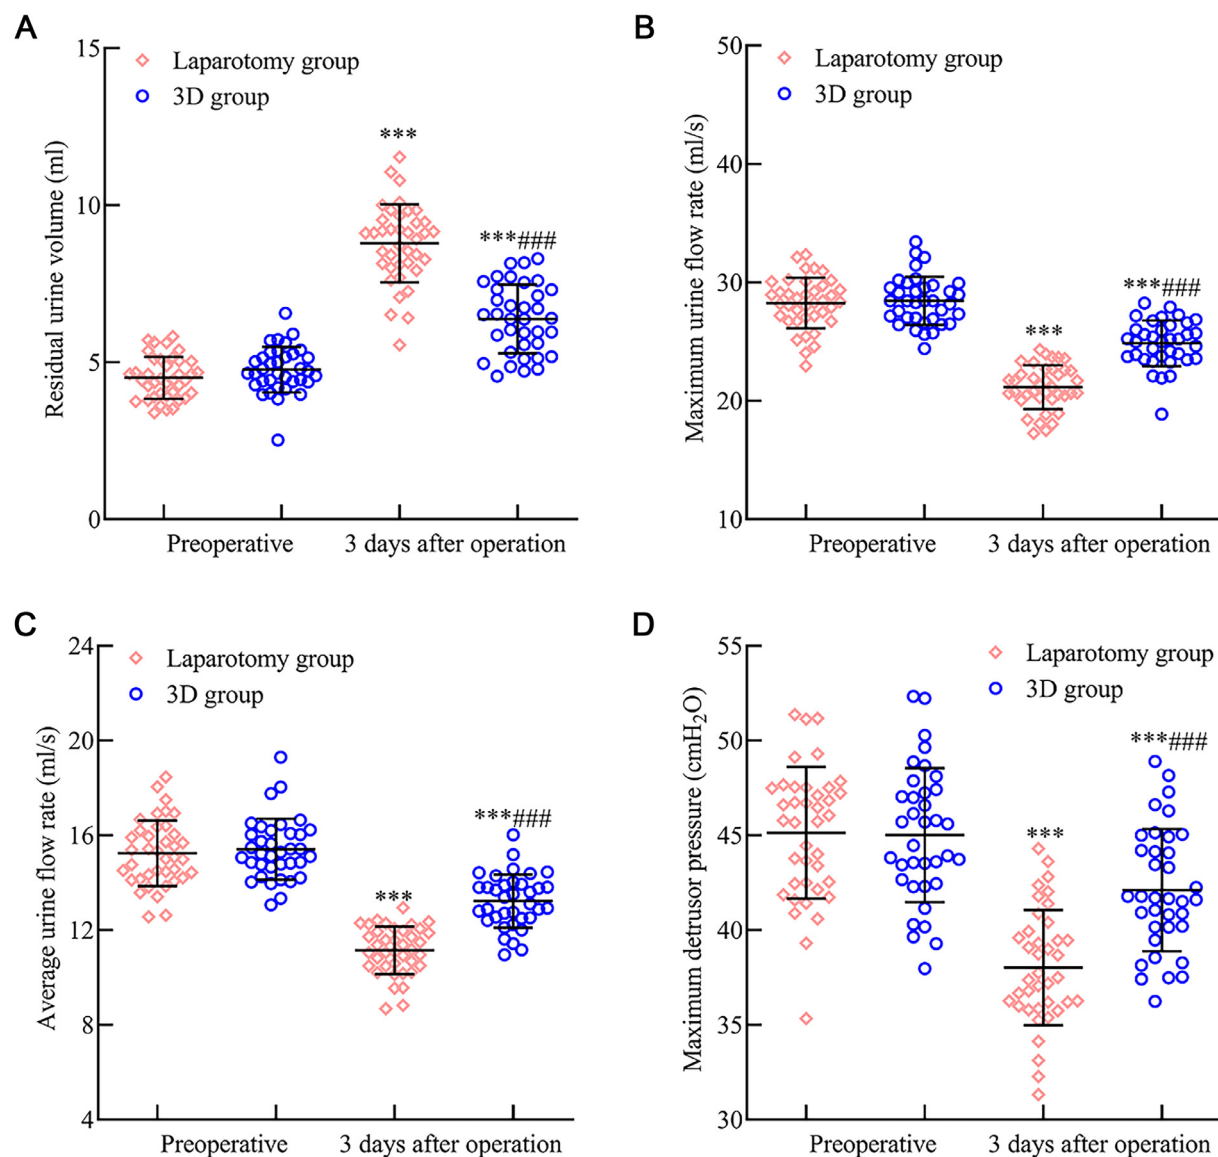 A
Residual urine volume (ml)
15
10
5
0
Laparotomy group
3D group
***
***###
Preoperative
3 days after operation
B
Maximum urine flow rate (ml/s)
50
40
30
20
10
Laparotomy group
3D group
***
***###
Preoperative
3 days after operation
C
Average urine flow rate (ml/s)
24
20
16
12
8
4
Laparotomy group
3D group
***
***###
Preoperative
3 days after operation
D
Maximum detrusor pressure (cmH₂O)
55
50
45
40
35
30
Laparotomy group
3D group
***
***###
Preoperative
3 days after operation